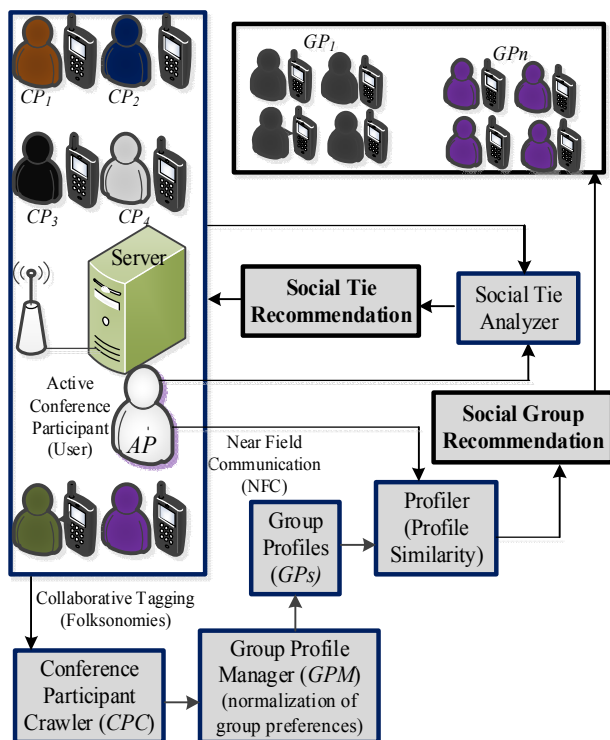 CP1
CP2
GP1
GPn
CP3
CP4
Server
Social Tie
Recommendation
Social Tie
Analyzer
Active
Conference
Participant
(User)
AP
Near Field
Communication
(NFC)
Social Group
Recommendation
Group
Profiles
(GPs)
Profiler
(Profile
Similarity)
Collaborative Tagging
(Folksonomies)
Conference
Participant
Crawler (CPC)
Group Profile
Manager (GPM)
(normalization of
group preferences)